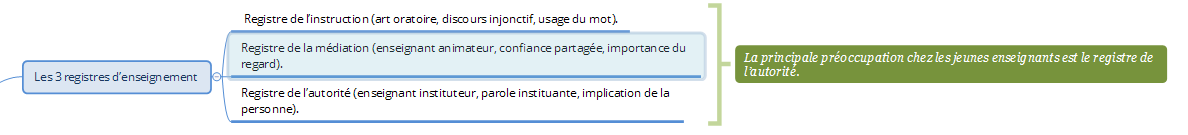 Les 3 registres d’enseignement
Registre de l’instruction (art oratoire, discours injonctif, usage du mot).
Registre de la médiation (enseignant animateur, confiance partagée, importance du
regard).
Registre de l’autorité (enseignant instituteur, parole instituante, implication de la
personne).
La principale préoccupation chez les jeunes enseignants est le registre de
l’autorité.